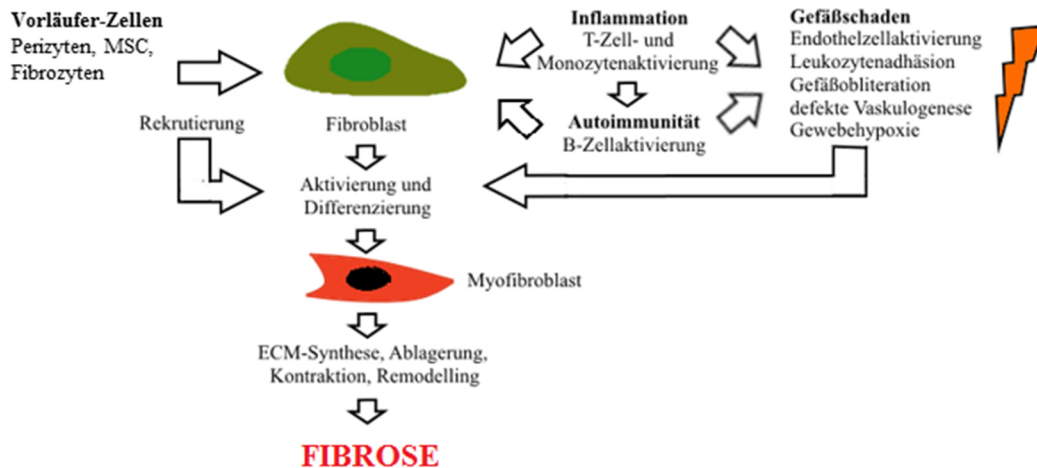 Vorläufer-Zellen
Perizyten, MSC,
Fibrozyten
Rekrutierung
Fibroblast
Inflammation
T-Zell- und
Monozytenaktivierung
Autoimmunität
B-Zellaktivierung
Gefäßschaden
Endothelzellaktivierung
Leukozytenadhäsion
Gefäßobliteration
defekte Vaskulogenese
Gewebehypoxie
Aktivierung und
Differenzierung
Myofibroblast
ECM-Synthese, Ablagerung,
Kontraktion, Remodelling
FIBROSE